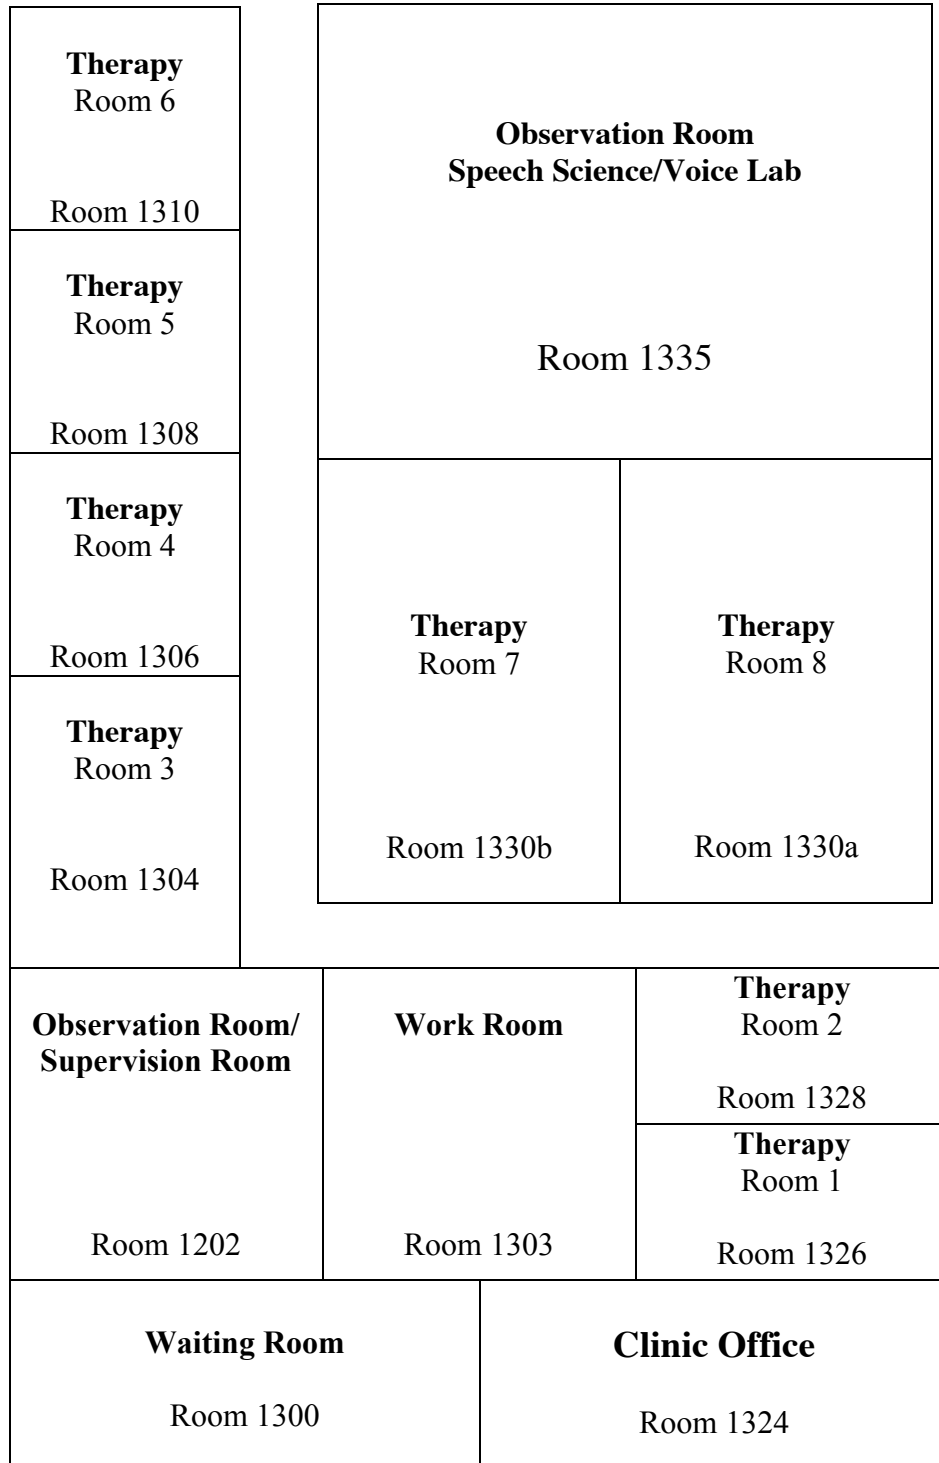 Therapy
Room 6
Room 1310
Therapy
Room 5
Room 1308
Therapy
Room 4
Room 1306
Therapy
Room 3
Room 1304
Observation Room
Speech Science/Voice Lab
Room 1335
Therapy
Room 7
Room 1330b
Therapy
Room 8
Room 1330a
Observation Room/
Supervision Room
Room 1202
Work Room
Room 1303
Therapy
Room 2
Room 1328
Therapy
Room 1
Room 1326
Waiting Room
Room 1300
Clinic Office
Room 1324